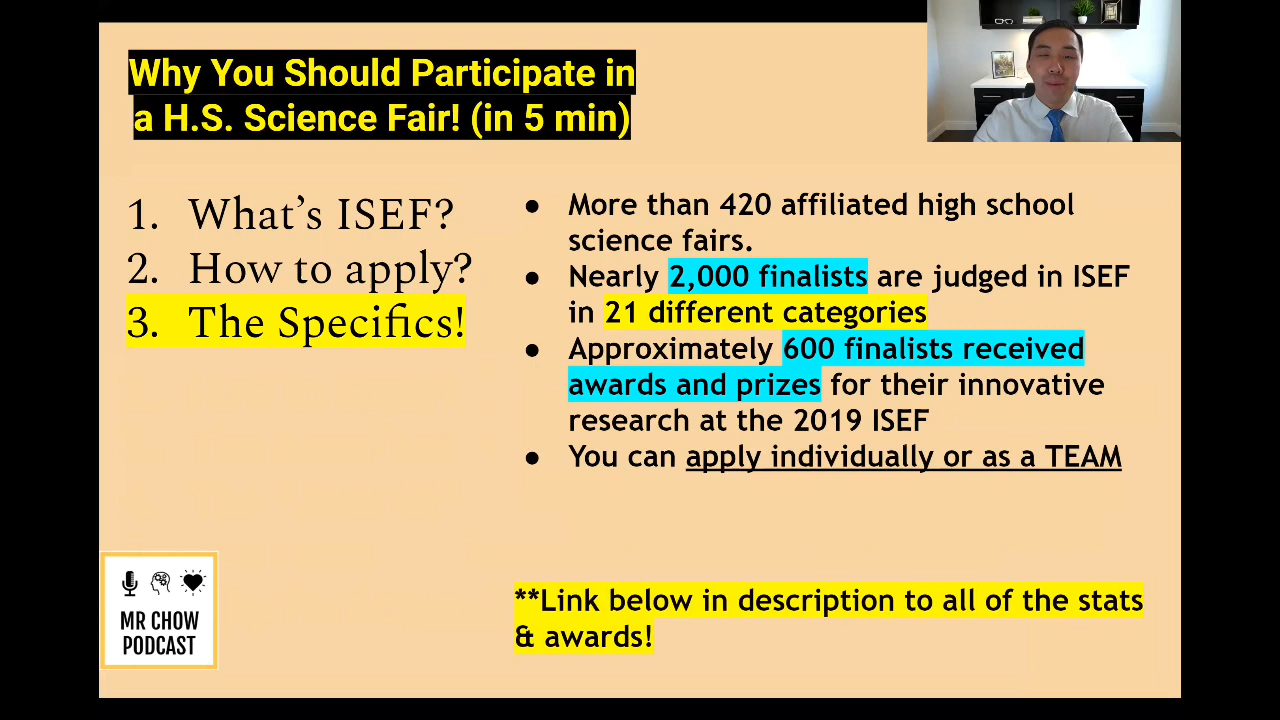 Why You Should Participate in
a H.S. Science Fair! (in 5 min)
1. What's ISEF?
2. How to apply?
3. The Specifics!
● More than 420 affiliated high school
science fairs.
● Nearly 2,000 finalists are judged in ISEF
in 21 different categories
● Approximately 600 finalists received
awards and prizes for their innovative
research at the 2019 ISEF
● You can apply individually or as a TEAM
**Link below in description to all of the stats
& awards!
MR CHOW
PODCAST